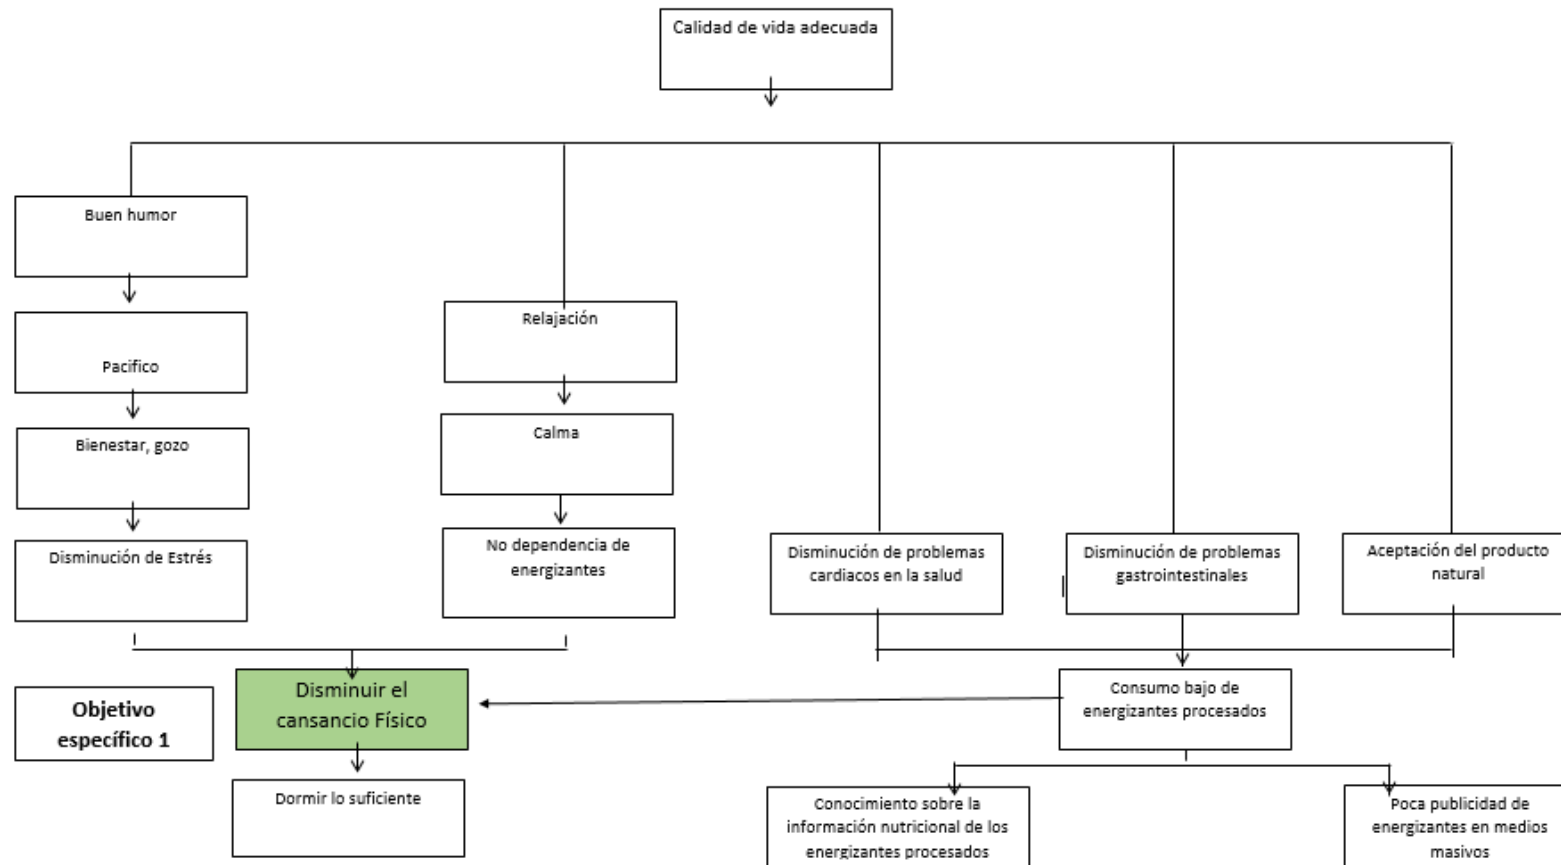 Calidad de vida adecuada
Buen humor
Relajación
Pacifico
Bienestar, gozo
Calma
Disminución de Estrés
No dependencia de
energizantes
Disminución de problemas
cardiacos en la salud
Disminución de problemas
gastrointestinales
Aceptación del producto
natural
Objetivo
específico 1
Disminuir el
cansancio Físico
Consumo bajo de
energizantes procesados
Dormir lo suficiente
Conocimiento sobre la
información nutricional de los
energizantes procesados
Poca publicidad de
energizantes en medios
masivos